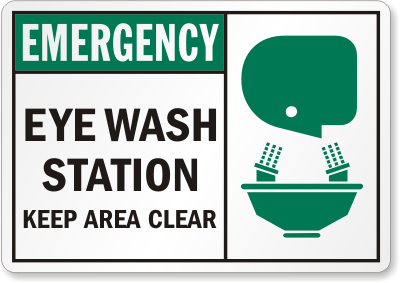 EMERGENCY
EYE WASH
STATION
KEEP AREA CLEAR